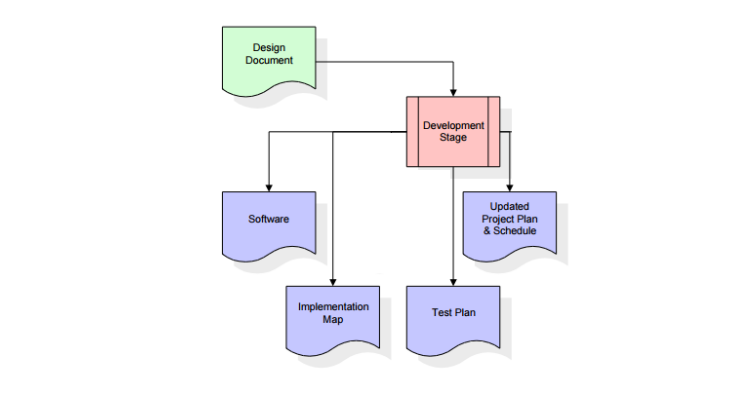 Design
Document
Development
Stage
Software
Updated
Project Plan
& Schedule
Implementation
Map
Test Plan